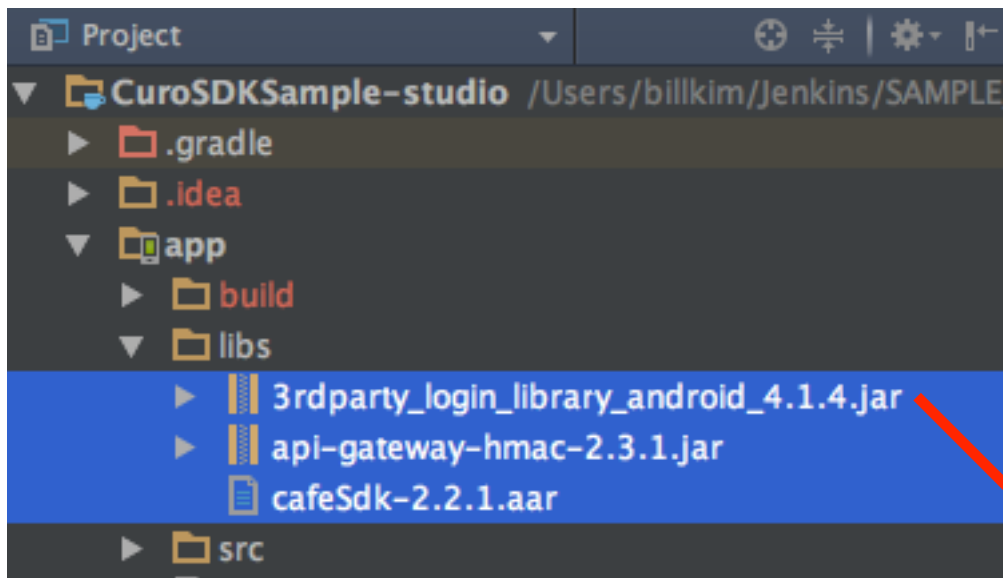 Project
CuroSDKSample-studio /Users/billkim/Jenkins/SAMPLE
.gradle
.idea
app
build
libs
3rdparty_login_library_android_4.1.4.jar
api-gateway-hmac-2.3.1.jar
cafeSdk-2.2.1.aar
src